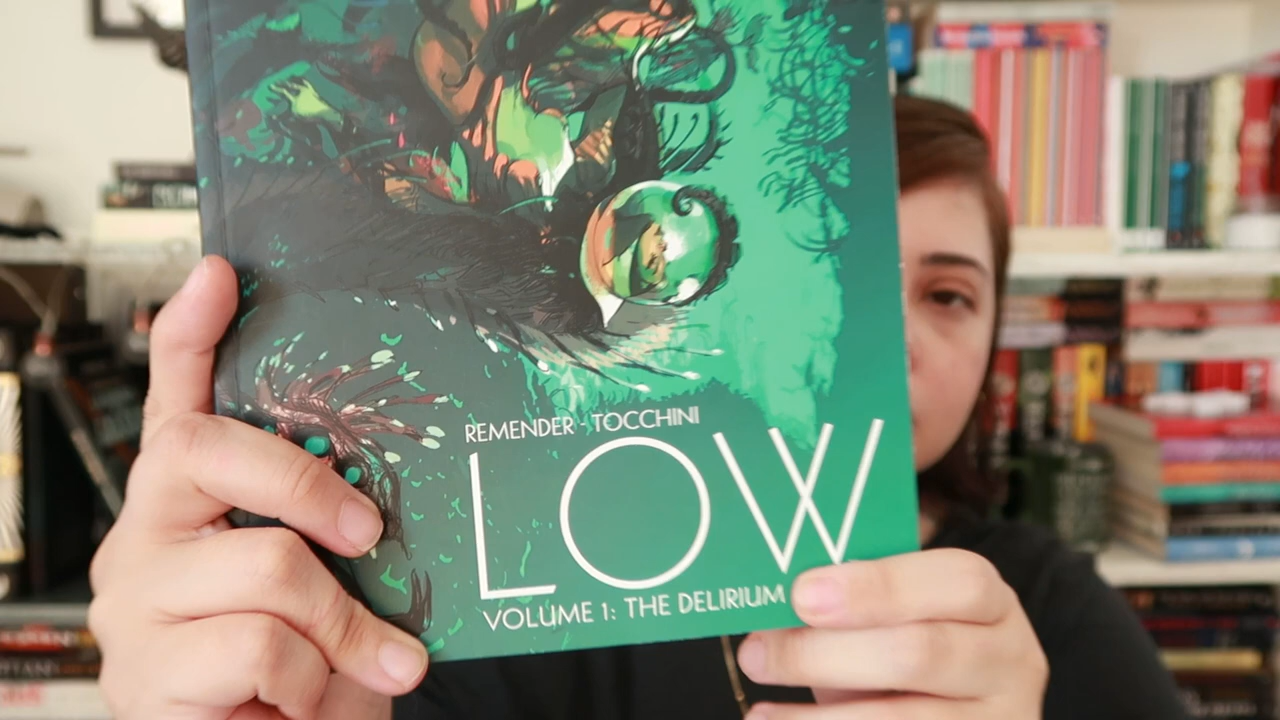 REMENDER - TOCCHINI
LOW
VOLUME 1: THE DELIRIUM